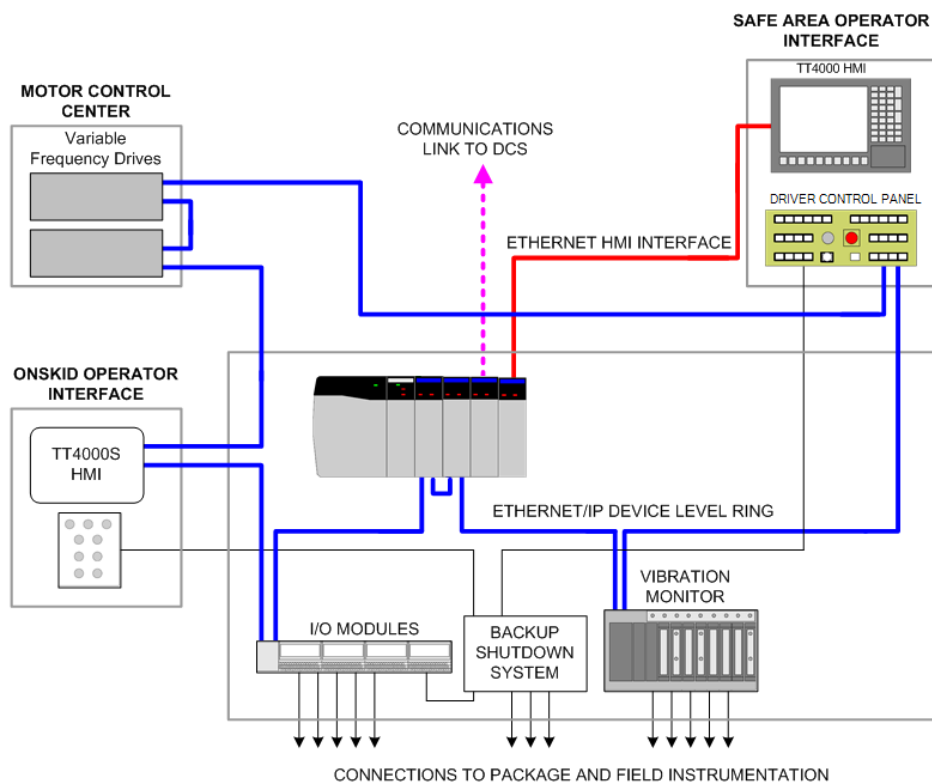 SAFE AREA OPERATOR
INTERFACE
TT4000 HMI
MOTOR CONTROL
CENTER
Variable
Frequency Drives
COMMUNICATIONS
LINK TO DCS
DRIVER CONTROL PANEL
ETHERNET HMI INTERFACE
ONSKID OPERATOR
INTERFACE
TT4000S
HMI
ETHERNET/IP DEVICE LEVEL RING
VIBRATION
MONITOR
I/O MODULES
BACKUP
SHUTDOWN
SYSTEM
CONNECTIONS TO PACKAGE AND FIELD INSTRUMENTATION